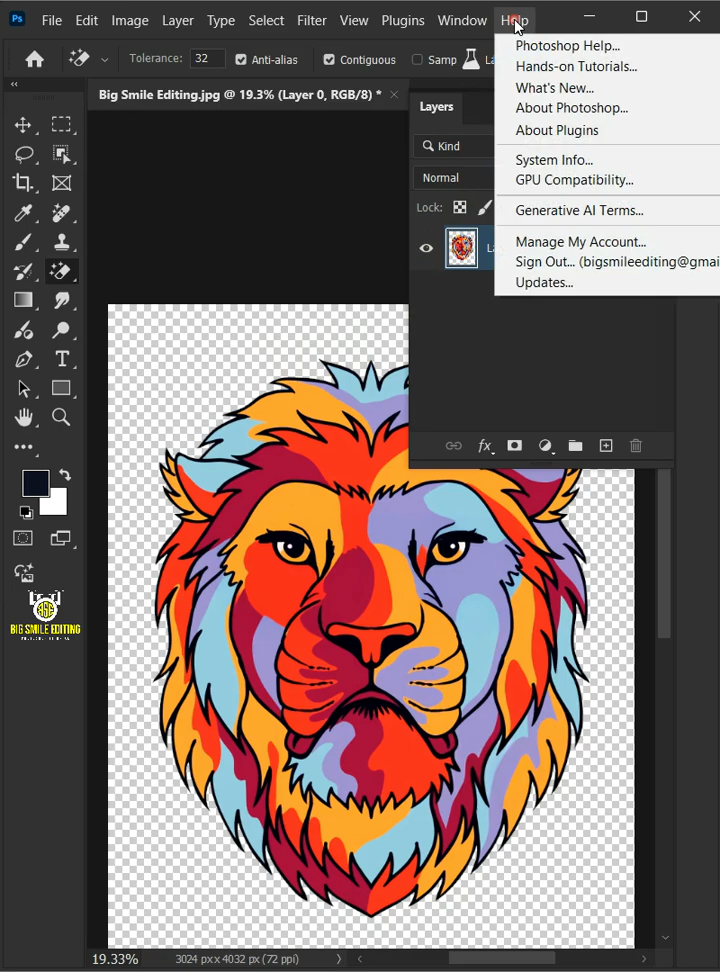 Ps File Edit Image Layer Type Select Filter View Plugins Window Help
Tolerance: 32 Anti-alias Contiguous Samp
Big Smile Editing.jpg @ 19.3% (Layer 0, RGB/8) *
Layers
Kind
Normal
Lock:
Photoshop Help...
Hands-on Tutorials...
What's New...
About Photoshop...
About Plugins
System Info...
GPU Compatibility...
Generative AI Terms...
Manage My Account...
Sign Out... (bigsmileediting@gmai
Updates...
BIG SMILE EDITING
19.33% 3024 px x 4032 px (72 ppi)